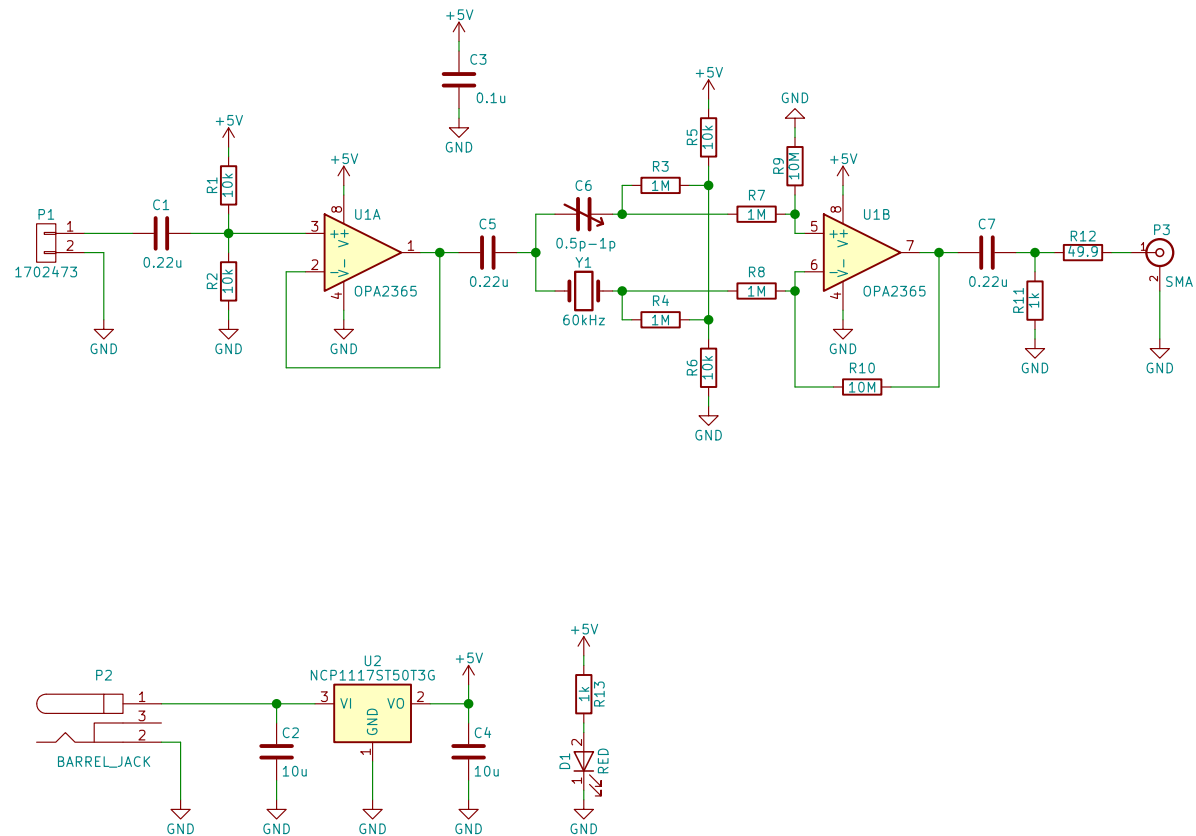 +5V
C3
0.1u
GND
+5V
R1
10k
P1
1
2
1702473
GND
C1
0.22u
R2
10k
GND
+5V
U1A
8
3
2
1
+
+
V
-
V
-
4
OPA2365
GND
C5
0.22u
C6
0.5p-1p
Y1
60kHz
+5V
R5
10k
R3
1M
R4
1M
R6
10k
GND
GND
R9
10M
R7
1M
R8
1M
+5V
U1B
8
5
6
7
+
+
V
-
V
-
4
OPA2365
GND
R10
10M
C7
0.22u
R11
1k
GND
R12
49.9
P3
1
2
SMA
GND
P2
1
3
2
BARREL_JACK
GND
C2
10u
GND
U2
NCP1117ST50T3G
3
VI
VO
2
GND
1
GND
+5V
C4
10u
GND
+5V
R13
1k
2
D1
RED
1
GND